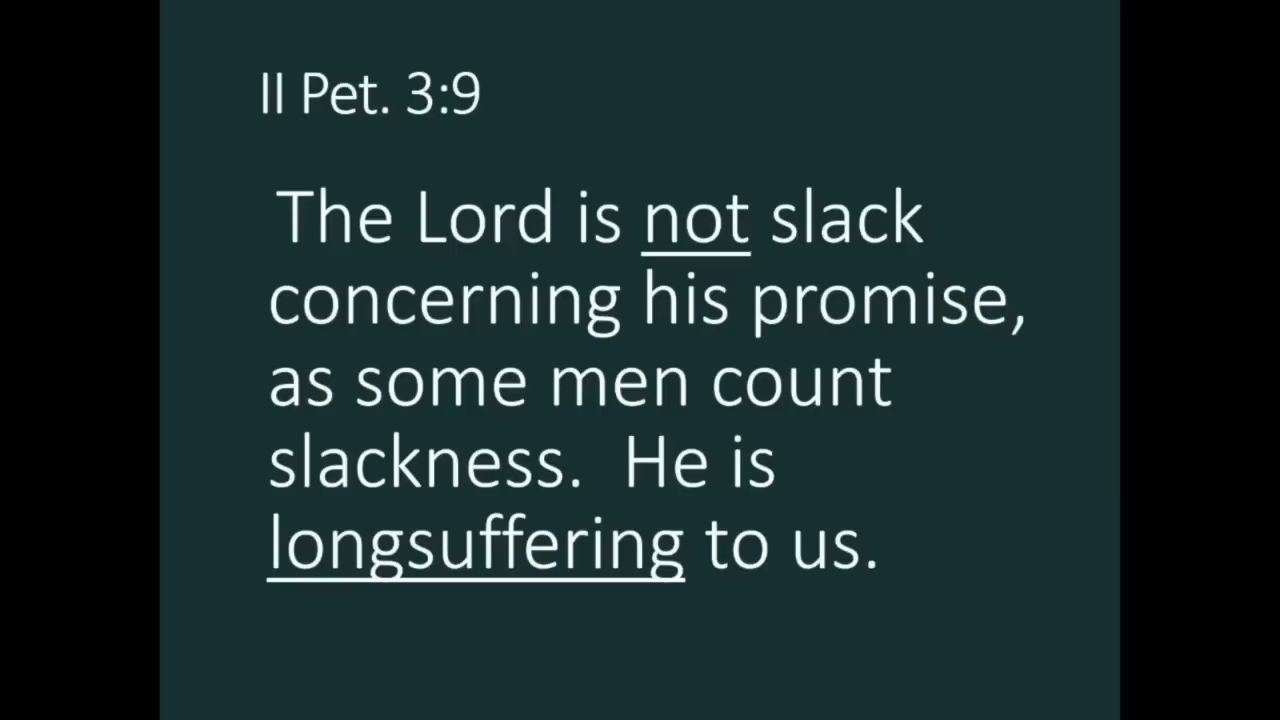 II Pet. 3:9
The Lord is not slack
concerning his promise,
as some men count
slackness.  He is
longsuffering to us.